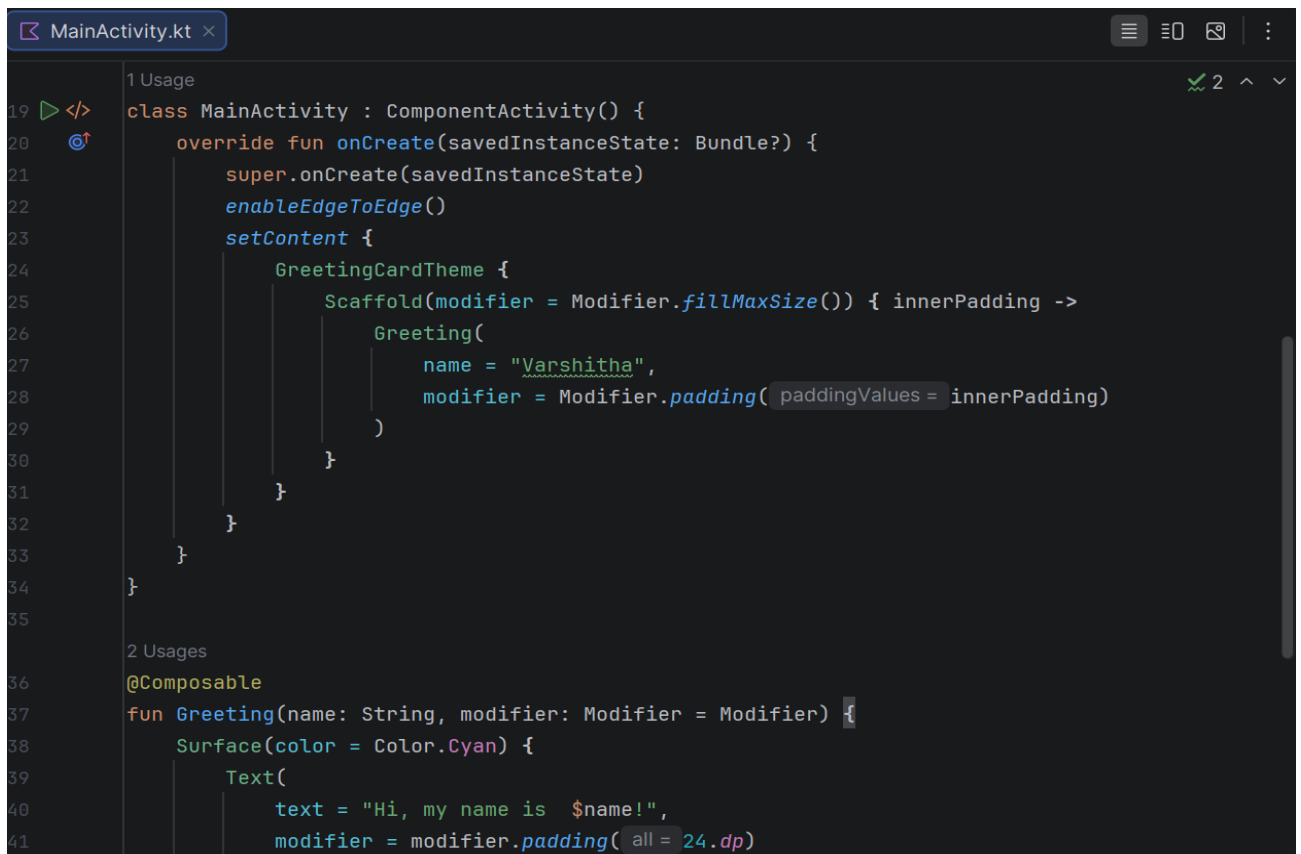 MainActivity.kt
1 Usage
2
19 class MainActivity : ComponentActivity() {
20 override fun onCreate(savedInstanceState: Bundle?) {
21 super.onCreate(savedInstanceState)
22 enableEdgeToEdge()
23 setContent {
24 GreetingCardTheme {
25 Scaffold(modifier = Modifier.fillMaxSize()) { innerPadding ->
26 Greeting(
27 name = "Varshitha",
28 modifier = Modifier.padding( paddingValues = innerPadding)
29 )
30 }
31 }
32 }
33 }
34 }
35
2 Usages
36 @Composable
37 fun Greeting(name: String, modifier: Modifier = Modifier) {
38 Surface(color = Color.Cyan) {
39 Text(
40 text = "Hi, my name is  $name!",
41 modifier = modifier.padding( all = 24.dp)